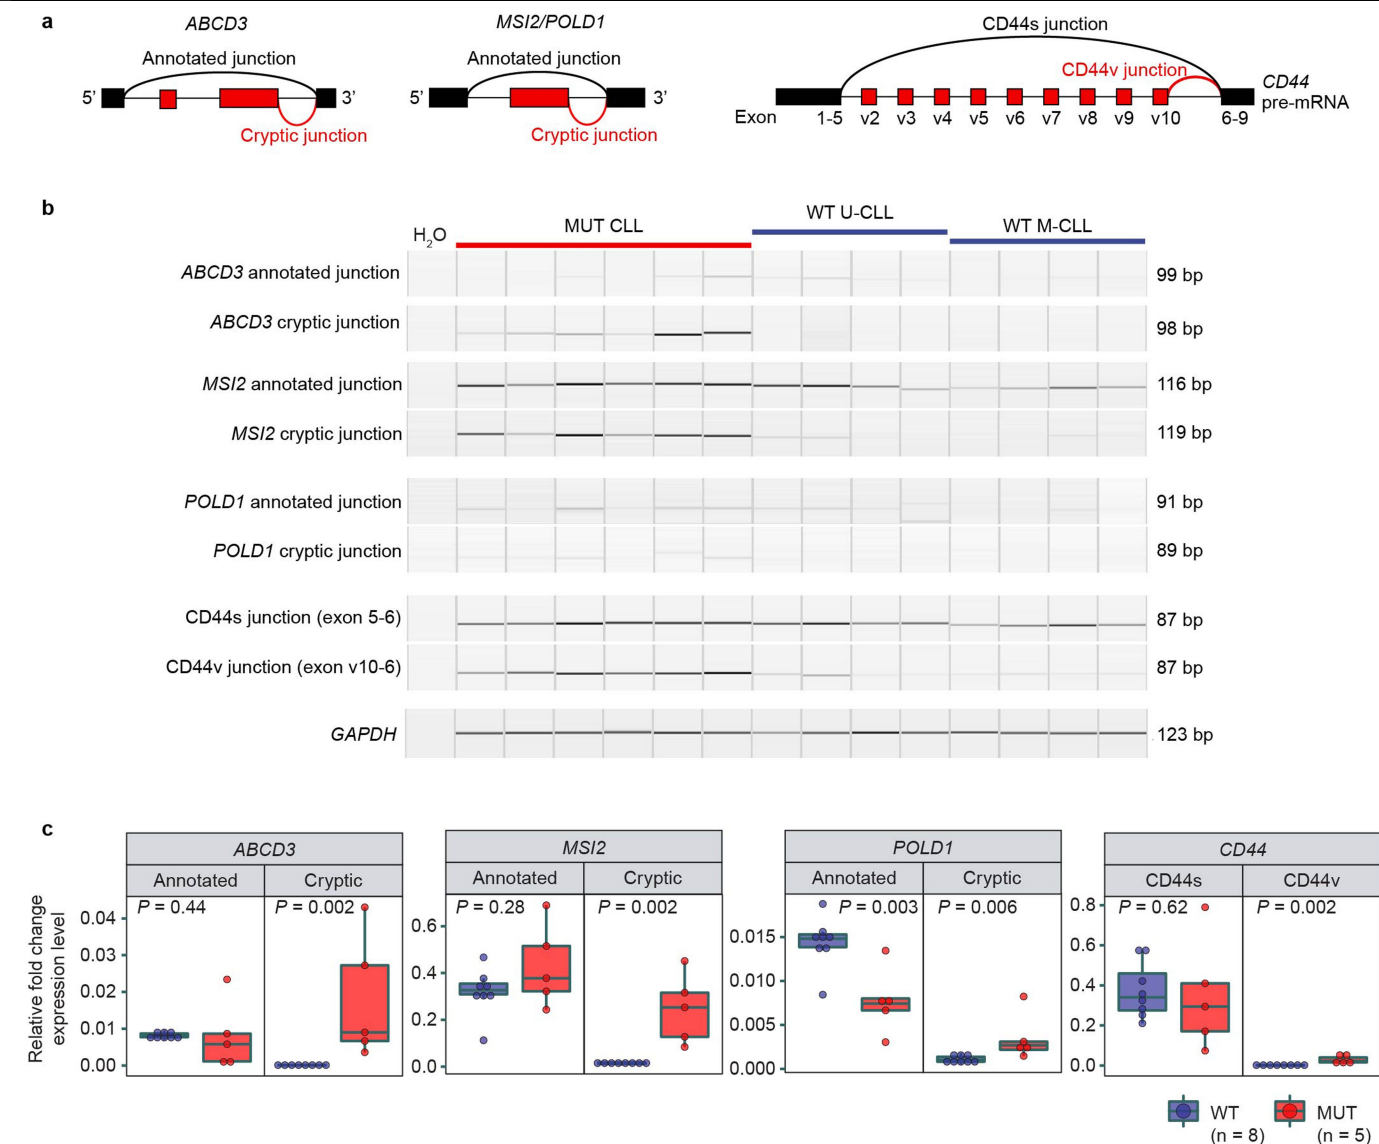 a
ABCD3
Annotated junction
5’
3’
Cryptic junction
MSI2/POLD1
Annotated junction
5’
3’
Cryptic junction
CD44s junction
CD44v junction
CD44
pre-mRNA
Exon 1-5 v2 v3 v4 v5 v6 v7 v8 v9 v10 6-9
b
H2O MUT CLL WT U-CLL WT M-CLL
ABCD3 annotated junction 99 bp
ABCD3 cryptic junction 98 bp
MSI2 annotated junction 116 bp
MSI2 cryptic junction 119 bp
POLD1 annotated junction 91 bp
POLD1 cryptic junction 89 bp
CD44s junction (exon 5-6) 87 bp
CD44v junction (exon v10-6) 87 bp
GAPDH 123 bp
c
Relative fold change
expression level
ABCD3
Annotated Cryptic
P = 0.44 P = 0.002
0.04
0.03
0.02
0.01
0.00
MSI2
Annotated Cryptic
P = 0.28 P = 0.002
0.6
0.4
0.2
0.0
POLD1
Annotated Cryptic
P = 0.003 P = 0.006
0.015
0.010
0.005
0.000
CD44
CD44s CD44v
P = 0.62 P = 0.002
0.8
0.6
0.4
0.2
0.0
WT
(n = 8)
MUT
(n = 5)